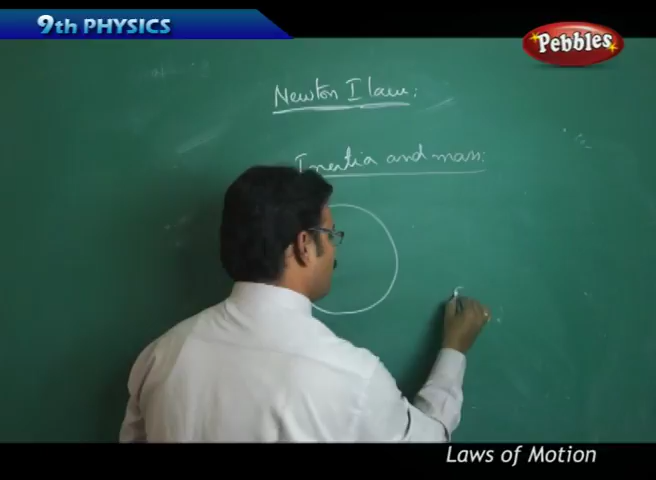 9th PHYSICS
Pebbles
Newton I law:
Inertia and mass:
Laws of Motion